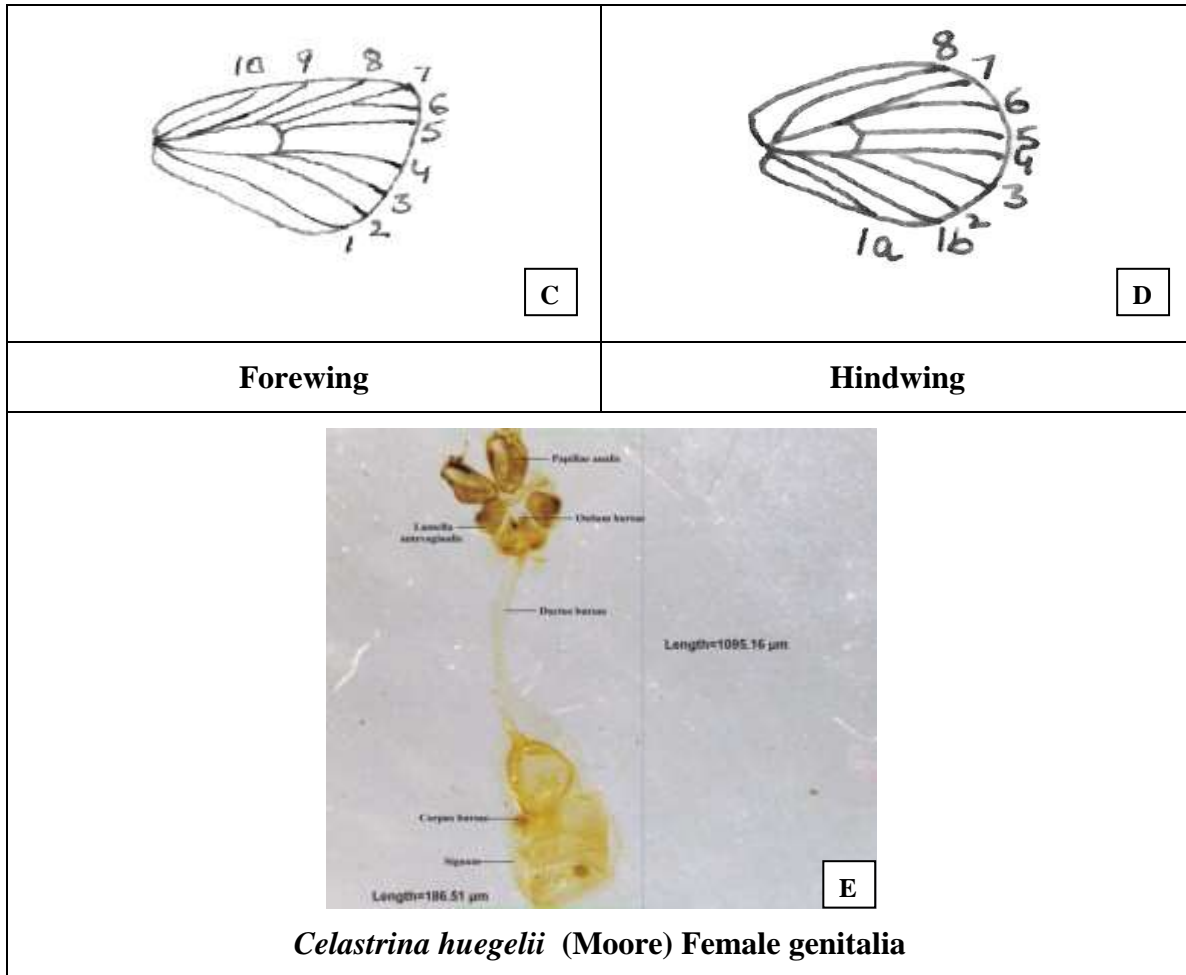 10 9 8 7
6
5
4
3
2
1
C
8
7
6
5
4
3
2
1b
1a
D
Forewing
Hindwing
Papillae analis
Lamella
antevaginalis
Ostium bursae
Ductus bursae
Length=1095.16 µm
Corpus bursae
Signum
Length=186.51 µm
E
Celastrina huegelii (Moore) Female genitalia